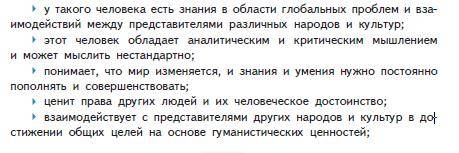 у такого человека есть знания в области глобальных проблем и вза-
имодействий между представителями различных народов и культур;
этот человек обладает аналитическим и критическим мышлением
и может мыслить нестандартно;
понимает, что мир изменяется, и знания и умения нужно постоянно
пополнять и совершенствовать;
ценит права других людей и их человеческое достоинство;
взаимодействует с представителями других народов и культур в до-
стижении общих целей на основе гуманистических ценностей;